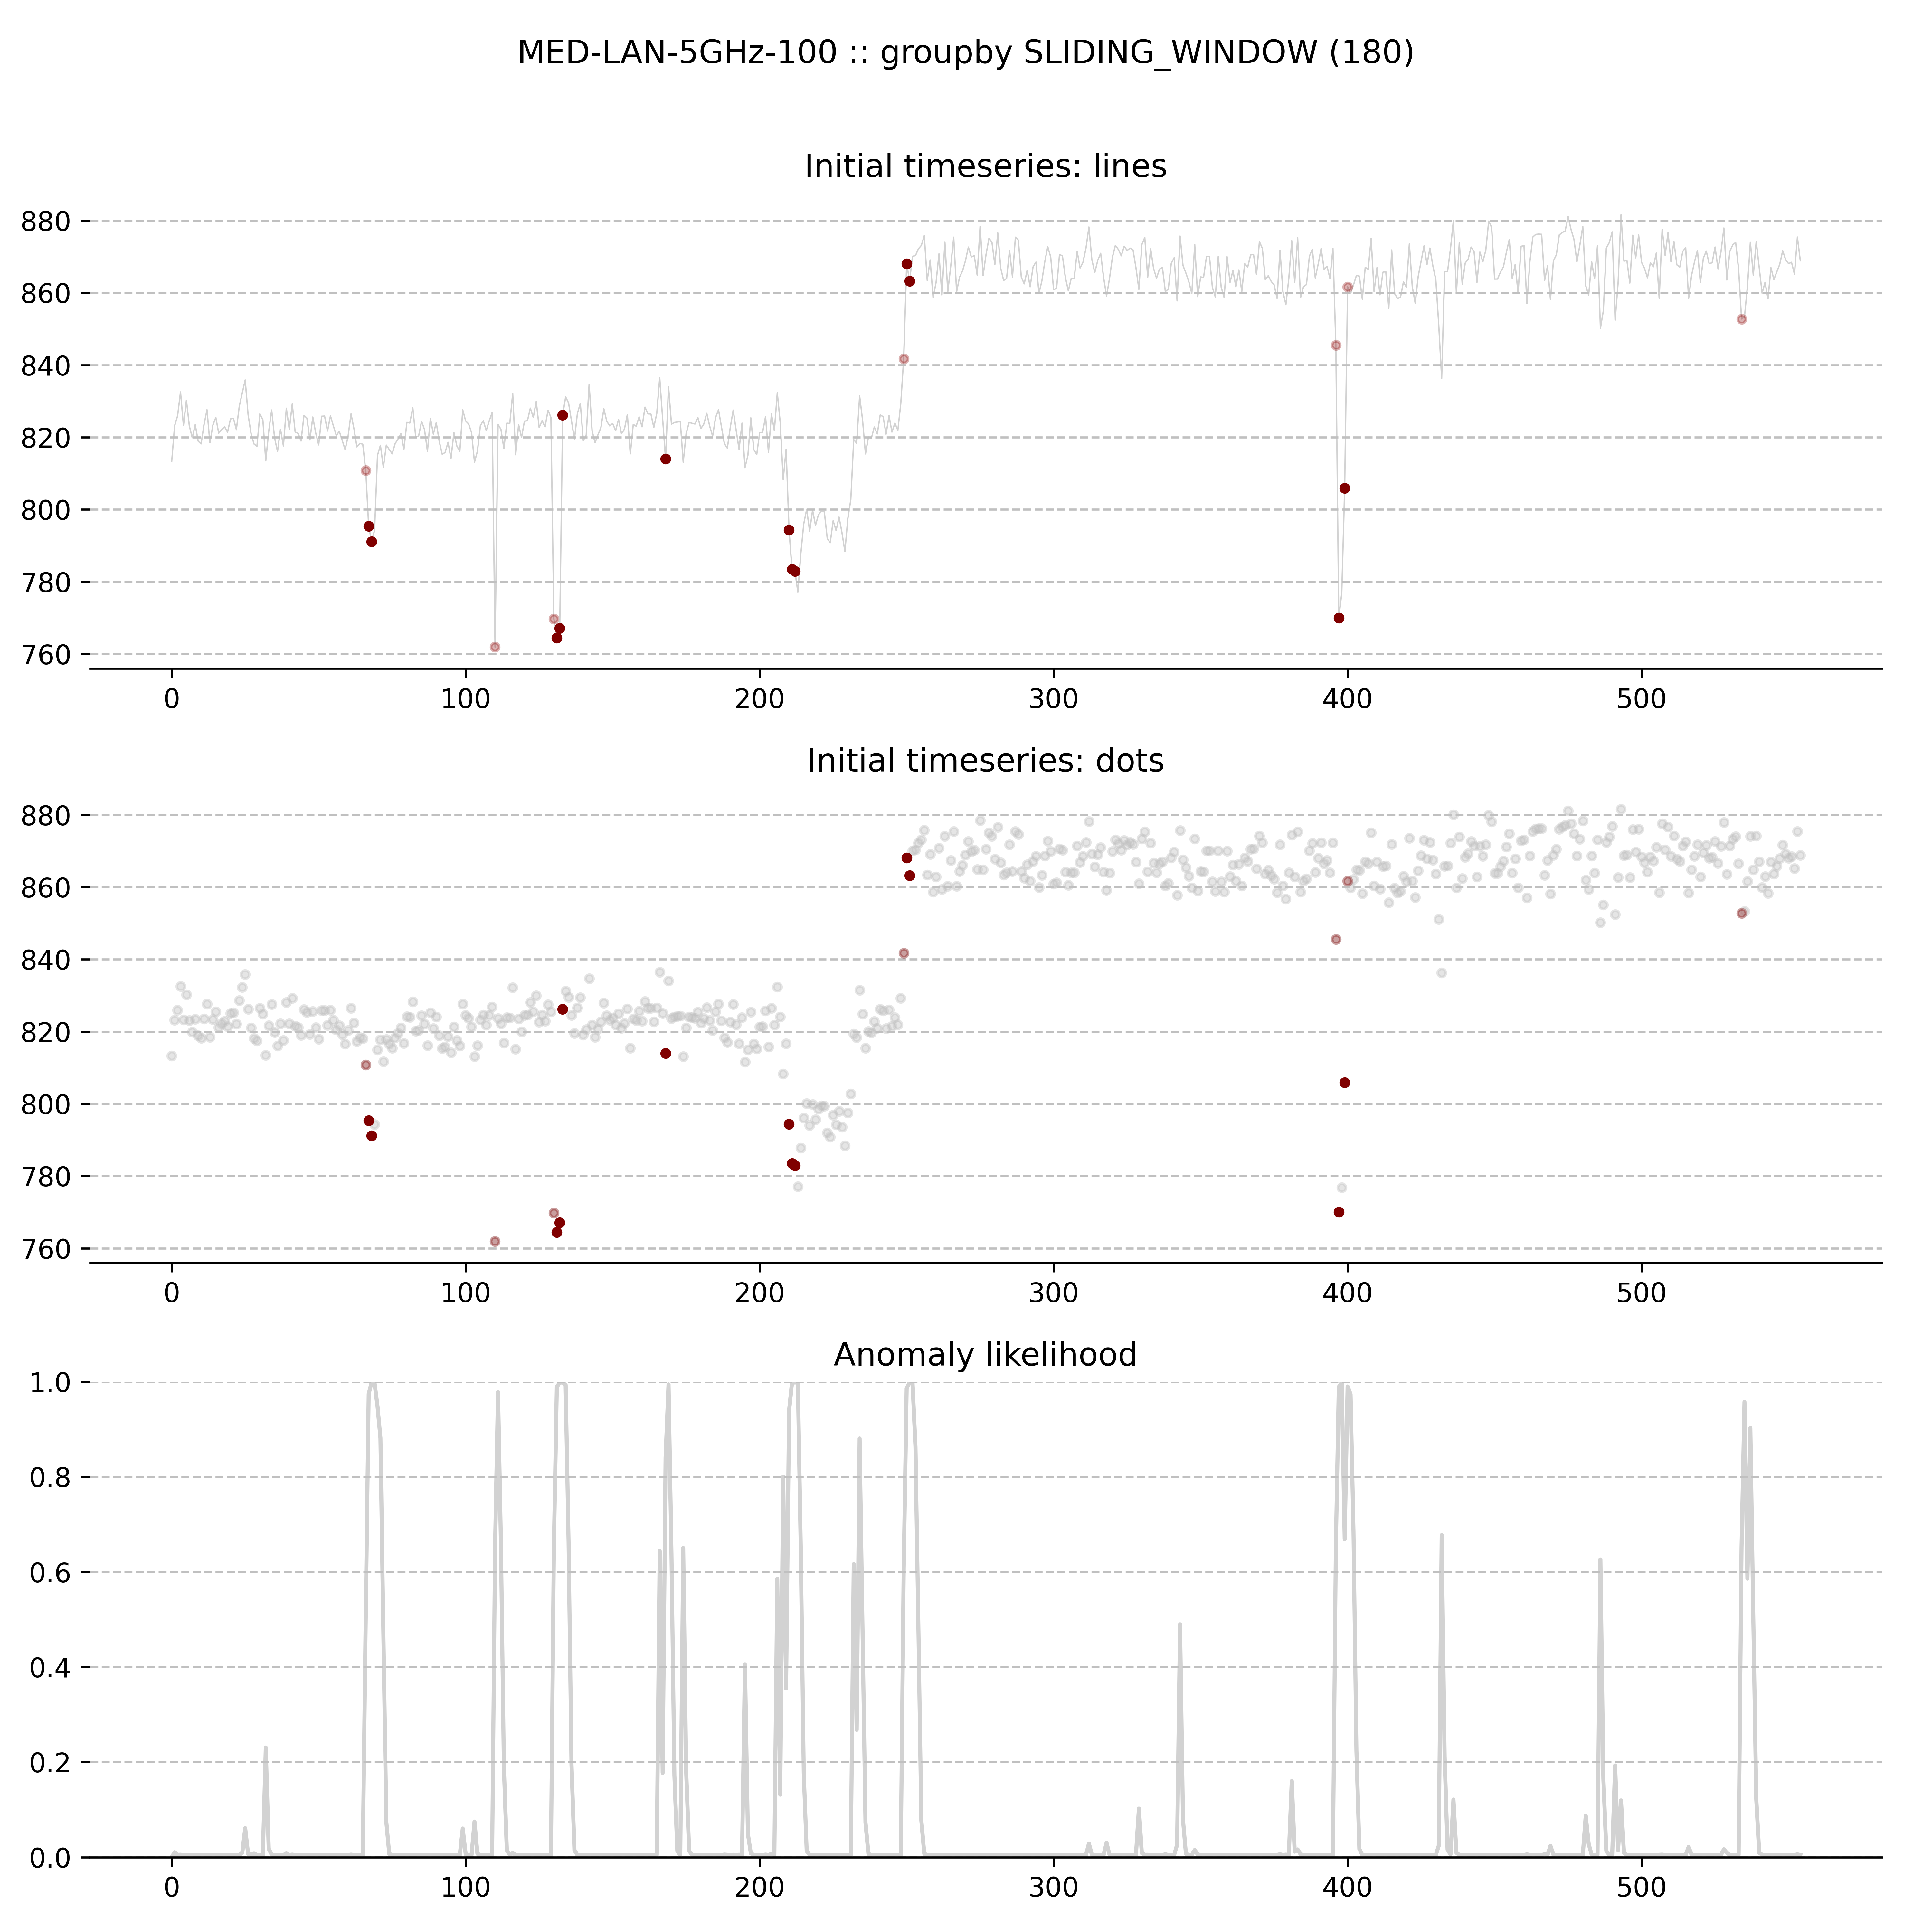 MED-LAN-5GHz-100 :: groupby SLIDING_WINDOW (180)
Initial timeseries: lines
880
860
840
820
800
780
760
0 100 200 300 400 500
Initial timeseries: dots
880
860
840
820
800
780
760
0 100 200 300 400 500
Anomaly likelihood
1.0
0.8
0.6
0.4
0.2
0.0
0 100 200 300 400 500